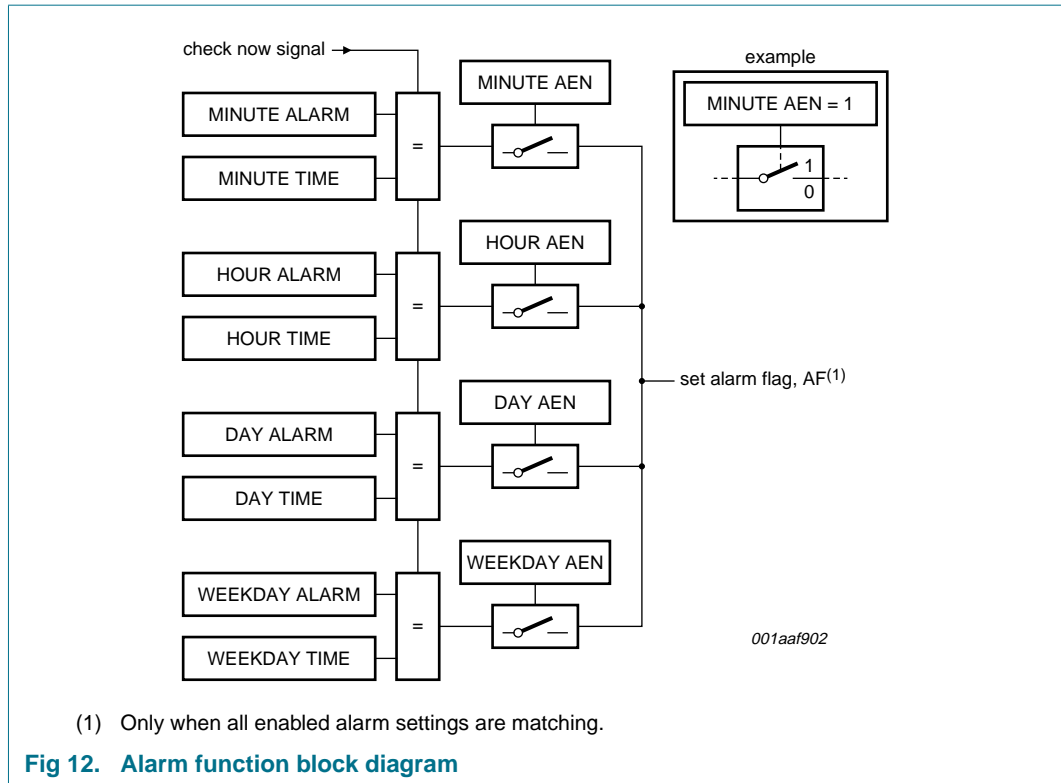 check now signal
MINUTE AEN
example
MINUTE ALARM
MINUTE AEN = 1
=
MINUTE TIME
1
0
HOUR AEN
HOUR ALARM
=
HOUR TIME
set alarm flag, AF(1)
DAY AEN
DAY ALARM
=
DAY TIME
WEEKDAY AEN
WEEKDAY ALARM
=
WEEKDAY TIME
001aaf902
(1) Only when all enabled alarm settings are matching.
Fig 12. Alarm function block diagram